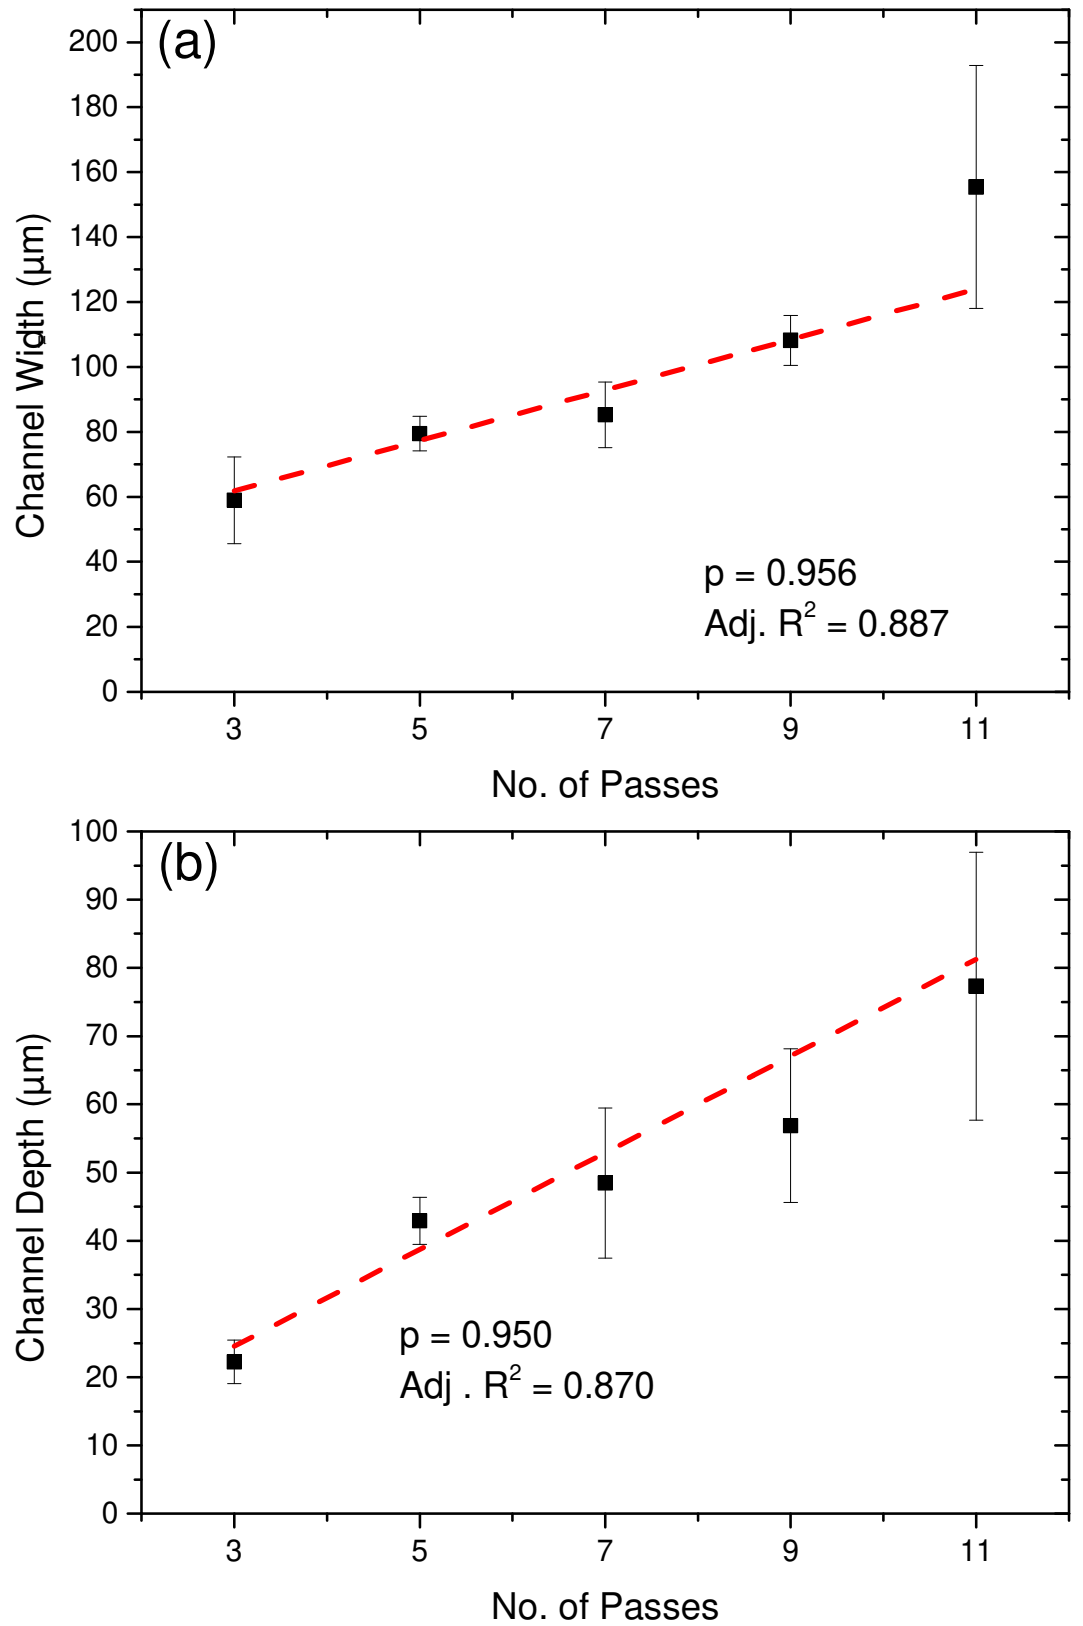 (a)
200
180
160
140
120
100
80
60
40
20
0
Channel Width (µm)
p = 0.956
Adj. R² = 0.887
3 5 7 9 11
No. of Passes
(b)
100
90
80
70
60
50
40
30
20
10
0
Channel Depth (µm)
p = 0.950
Adj . R² = 0.870
3 5 7 9 11
No. of Passes